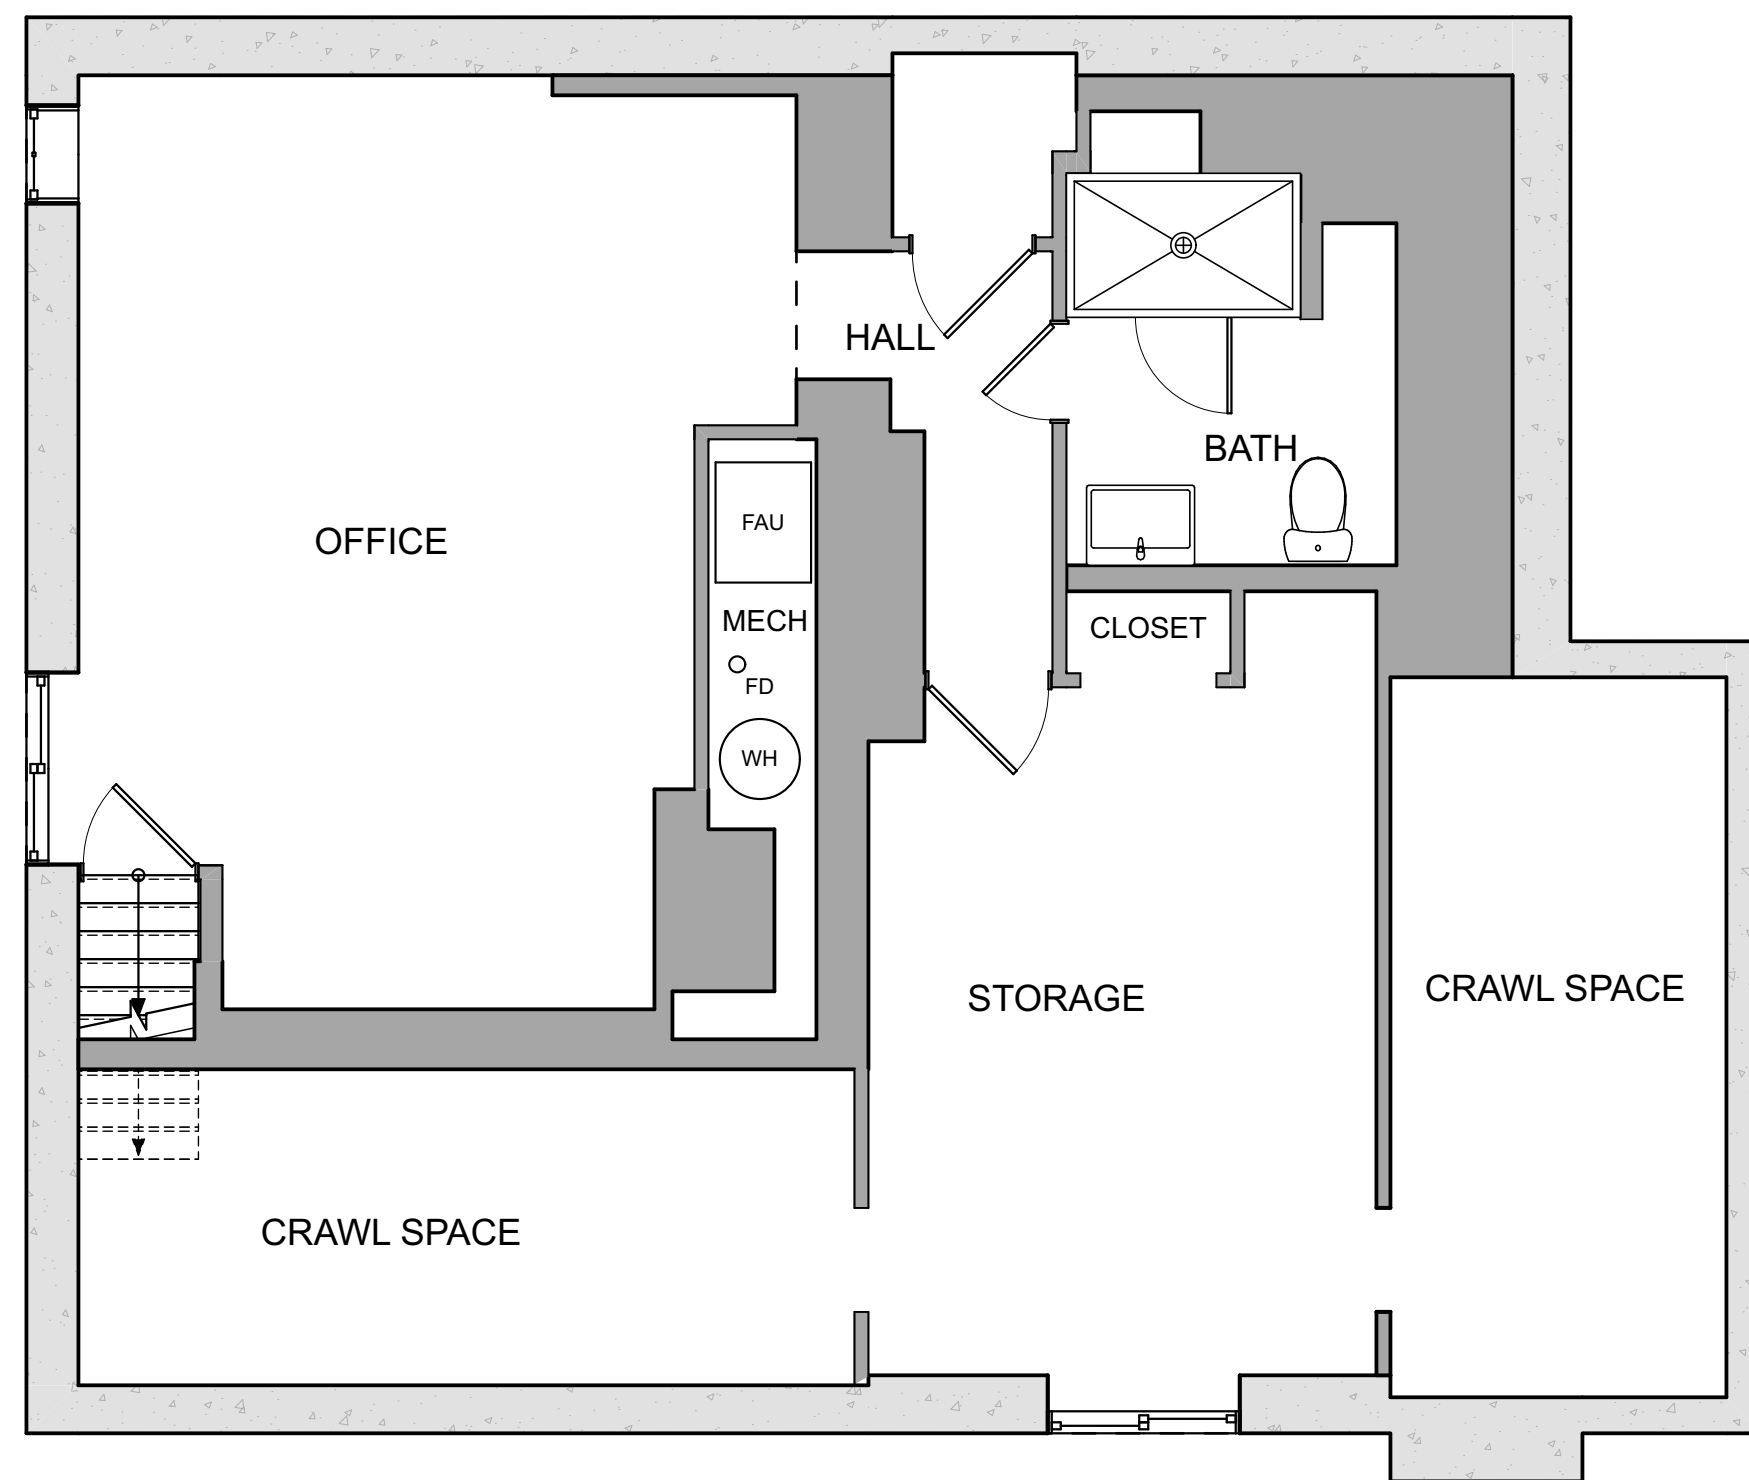 HALL
BATH
OFFICE
FAU
MECH
CLOSET
FD
WH
STORAGE
CRAWL SPACE
CRAWL SPACE